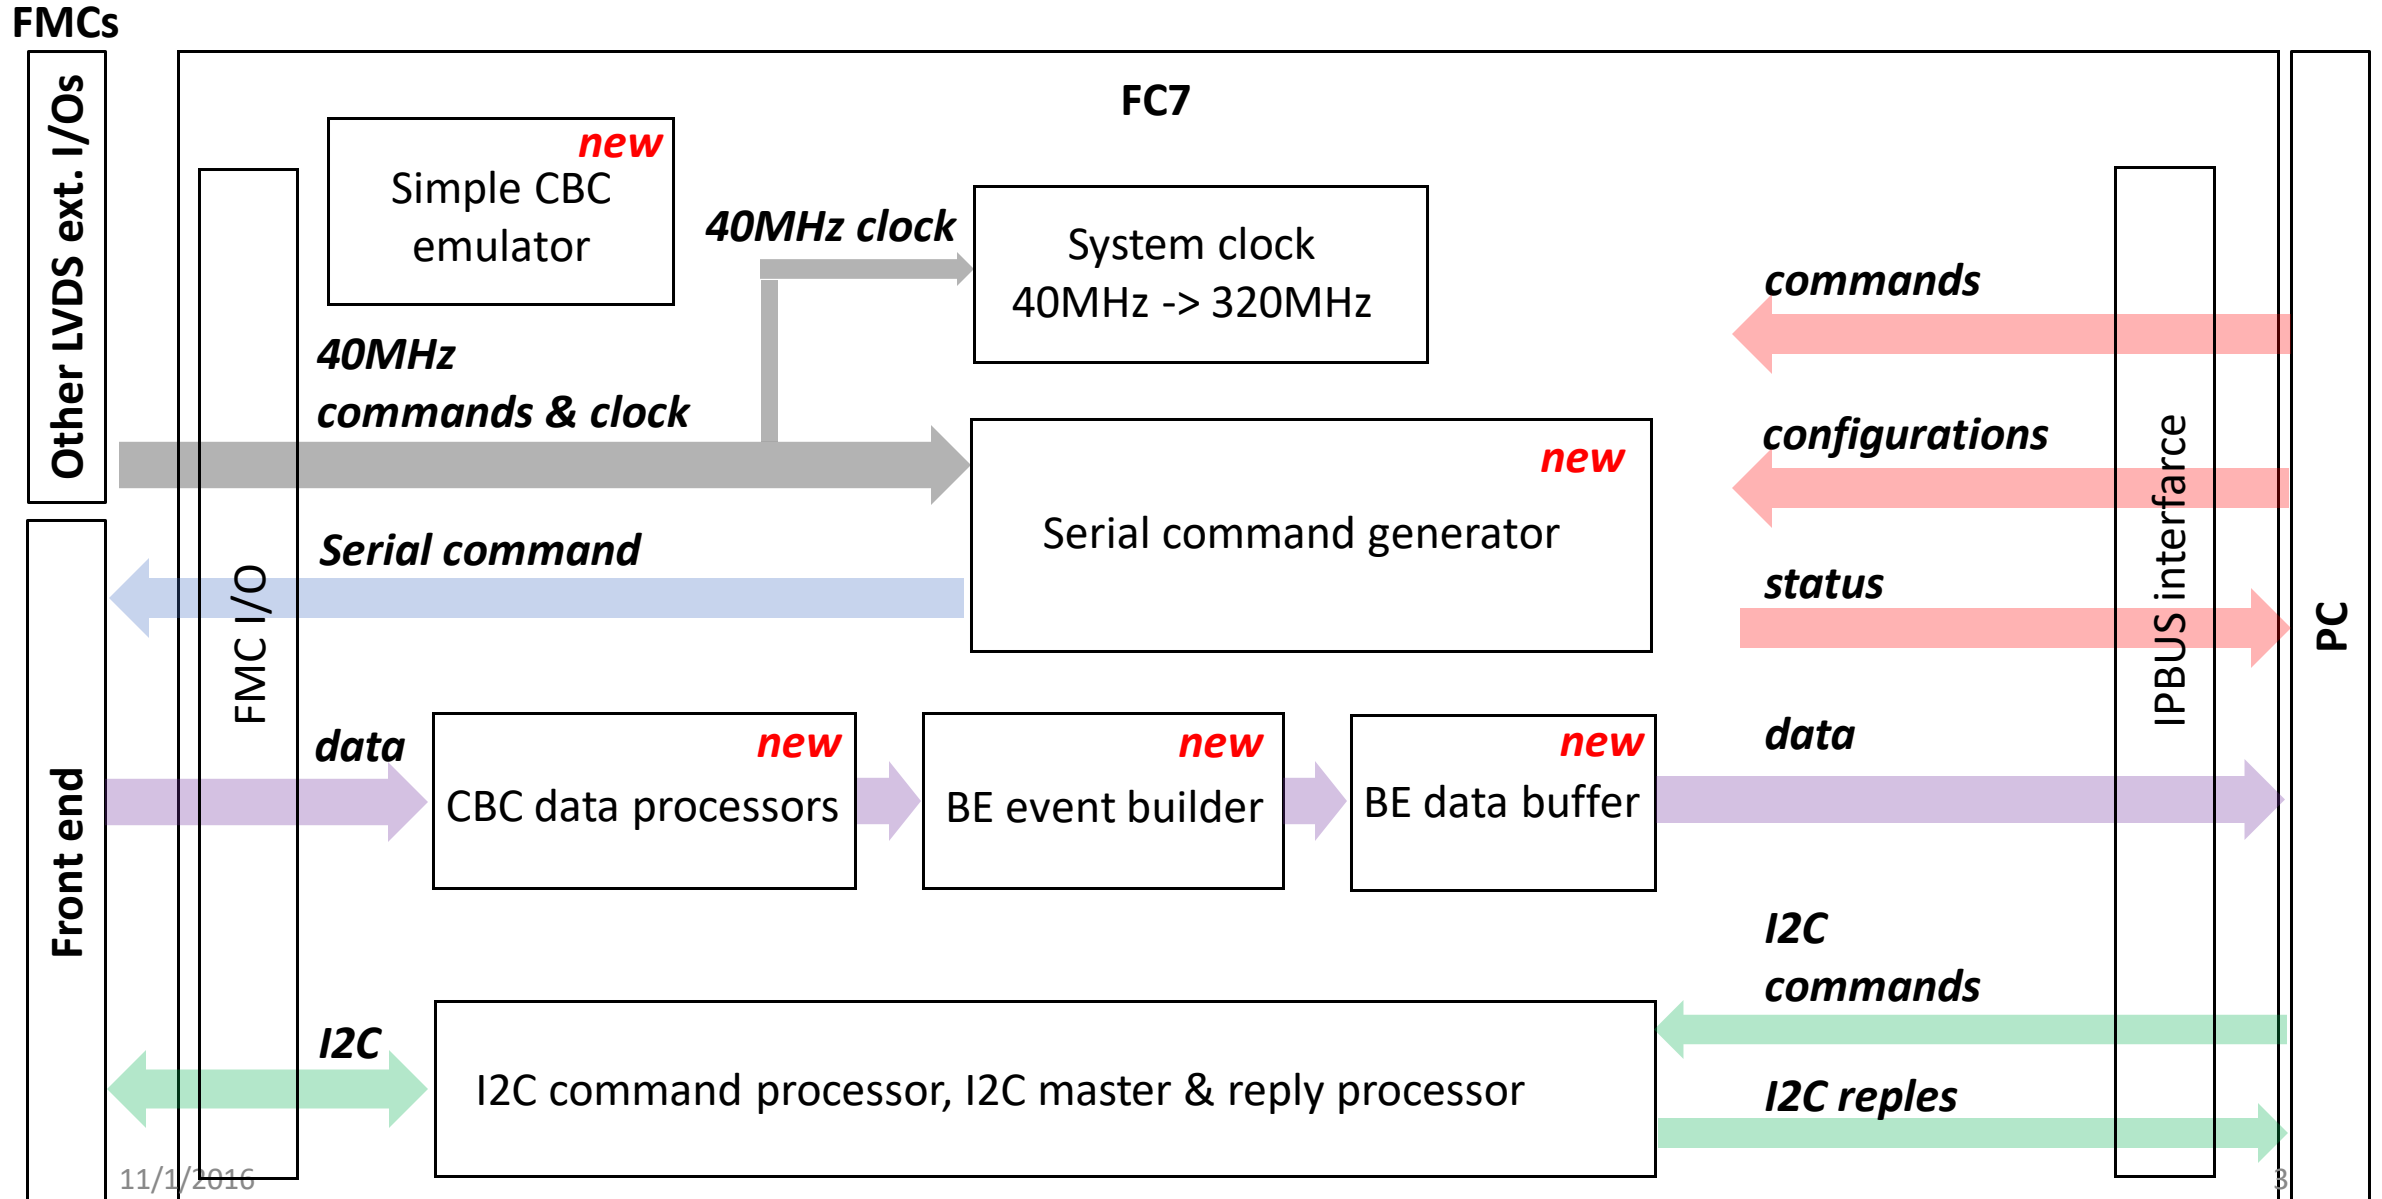 FMCs
Other LVDS ext. I/Os
Front end
FC7
FMC I/O
new
Simple CBC
emulator
40MHz clock
System clock
40MHz -> 320MHz
40MHz
commands & clock
new
Serial command generator
Serial command
commands
configurations
status
IPBUS interfarce
PC
data
new
CBC data processors
new
BE event builder
new
BE data buffer
data
I2C
commands
I2C
I2C command processor, I2C master & reply processor
I2C reples
11/1/2016
3